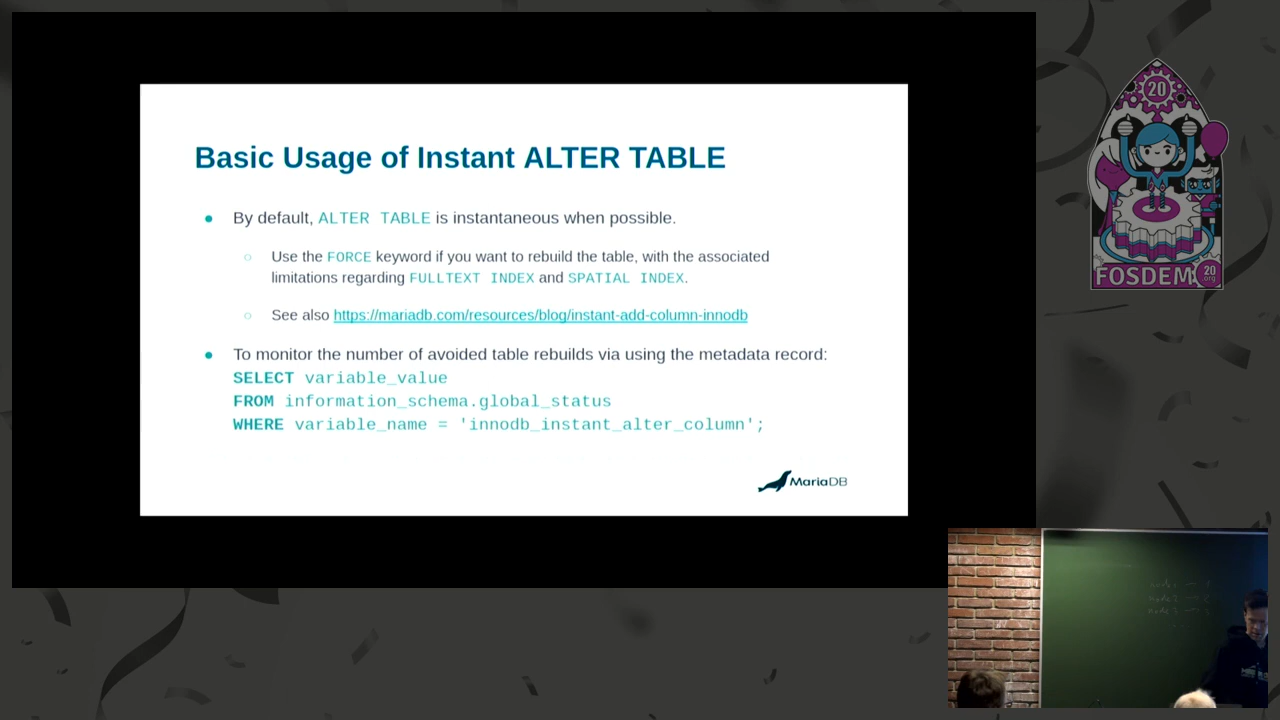 Basic Usage of Instant ALTER TABLE
● By default, ALTER TABLE is instantaneous when possible.
○ Use the FORCE keyword if you want to rebuild the table, with the associated
limitations regarding FULLTEXT INDEX and SPATIAL INDEX.
○ See also https://mariadb.com/resources/blog/instant-add-column-innodb
● To monitor the number of avoided table rebuilds via using the metadata record:
SELECT variable_value
FROM information_schema.global_status
WHERE variable_name = 'innodb_instant_alter_column';
MariaDB
20
FOSDEM
20
org